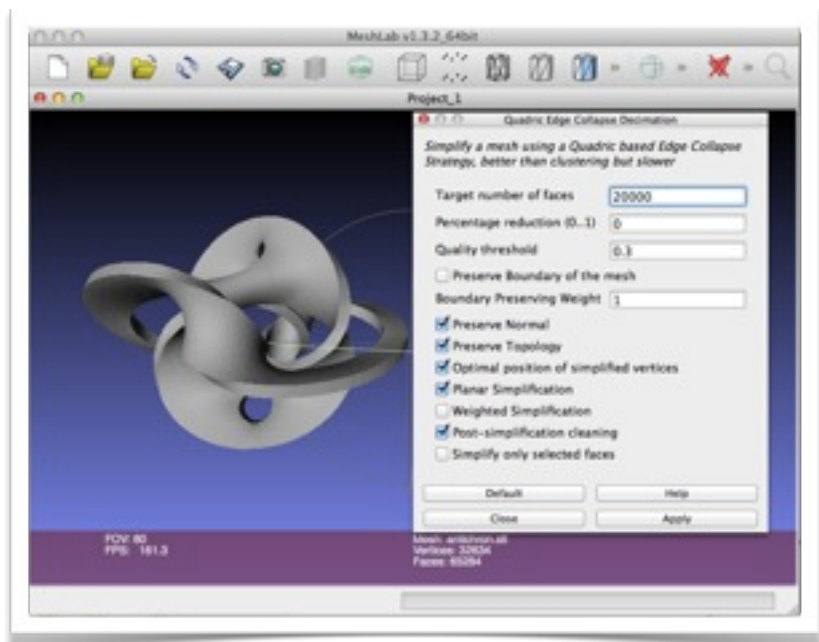 MeshLab v1.3.2_64bit
Project_1
Quadric Edge Collapse Decimation
Simplify a mesh using a Quadric based Edge Collapse
Strategy, better than clustering but slower
Target number of faces 20000
Percentage reduction (0..1) 0
Quality threshold 0.3
Preserve Boundary of the mesh
Boundary Preserving Weight 1
Preserve Normal
Preserve Topology
Optimal position of simplified vertices
Planar Simplification
Weighted Simplification
Post-simplification cleaning
Simplify only selected faces
Default Help
Close Apply
FOV: 60
FPS: 161.3
Mesh:
Vertices: 32634
Faces: 65284